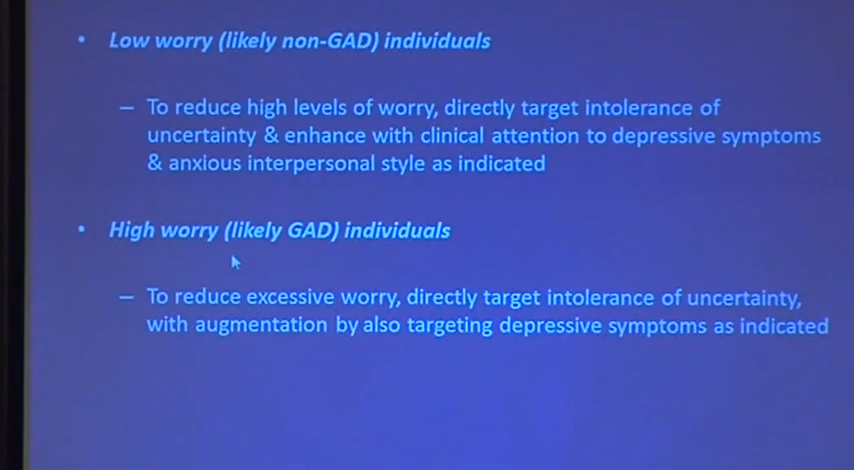 • Low worry (likely non-GAD) individuals
– To reduce high levels of worry, directly target intolerance of
uncertainty & enhance with clinical attention to depressive symptoms
& anxious interpersonal style as indicated
• High worry (likely GAD) individuals
– To reduce excessive worry, directly target intolerance of uncertainty,
with augmentation by also targeting depressive symptoms as indicated